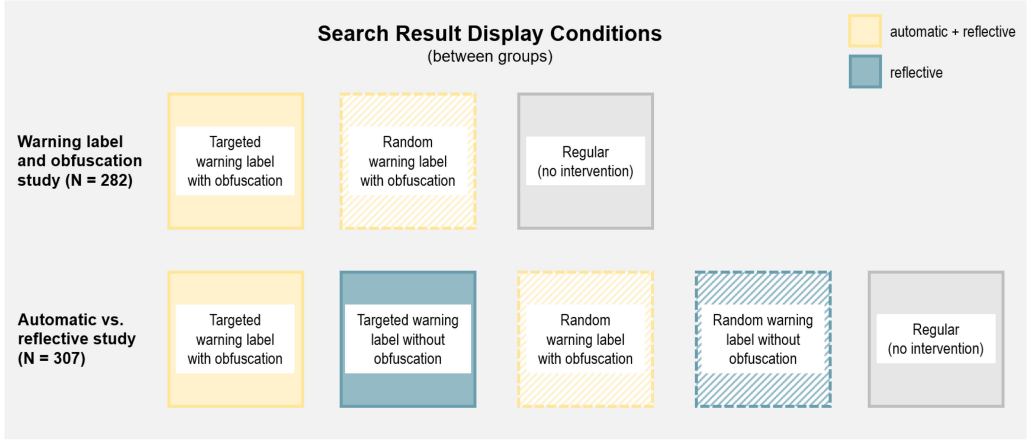 Search Result Display Conditions
(between groups)
automatic + reflective
reflective
Warning label
and obfuscation
study (N = 282)
Targeted
warning label
with obfuscation
Random
warning label
with obfuscation
Regular
(no intervention)
Automatic vs.
reflective study
(N = 307)
Targeted
warning label
with obfuscation
Targeted warning
label without
obfuscation
Random
warning label
with obfuscation
Random warning
label without
obfuscation
Regular
(no intervention)